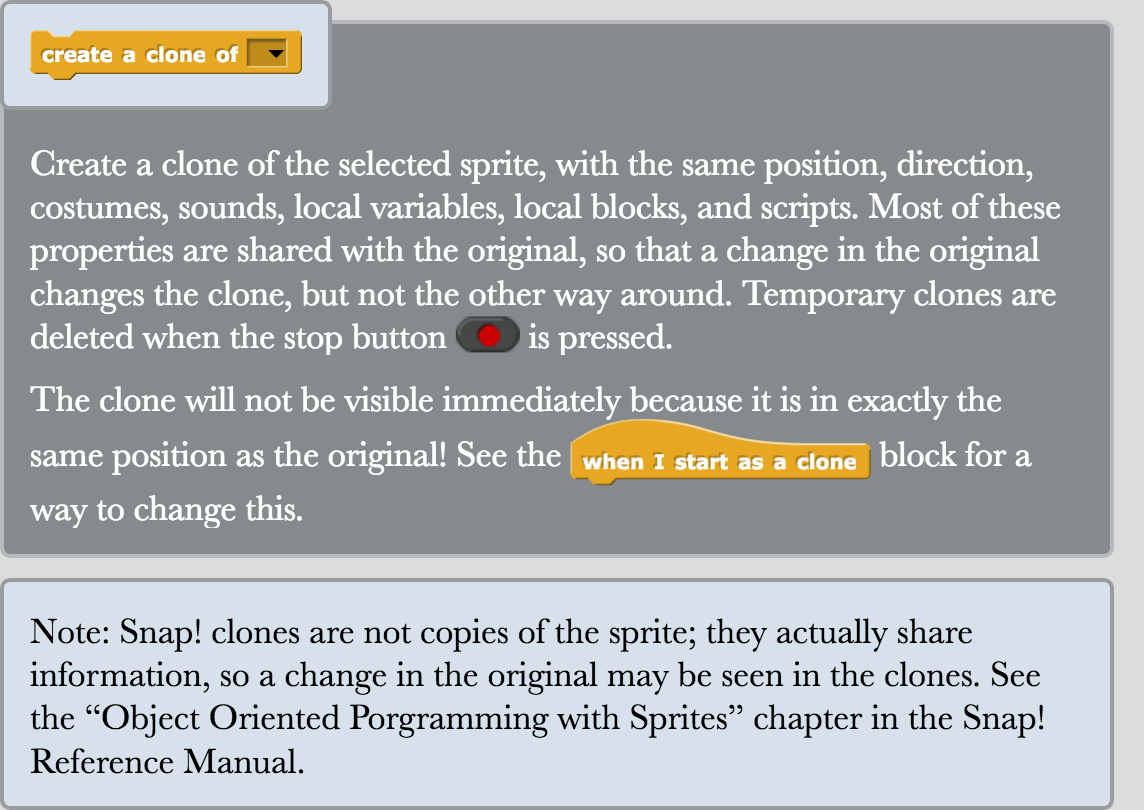 create a clone of
Create a clone of the selected sprite, with the same position, direction,
costumes, sounds, local variables, local blocks, and scripts. Most of these
properties are shared with the original, so that a change in the original
changes the clone, but not the other way around. Temporary clones are
deleted when the stop button is pressed.
The clone will not be visible immediately because it is in exactly the
same position as the original! See the when I start as a clone block for a
way to change this.
Note: Snap! clones are not copies of the sprite; they actually share
information, so a change in the original may be seen in the clones. See
the “Object Oriented Porgramming with Sprites” chapter in the Snap!
Reference Manual.